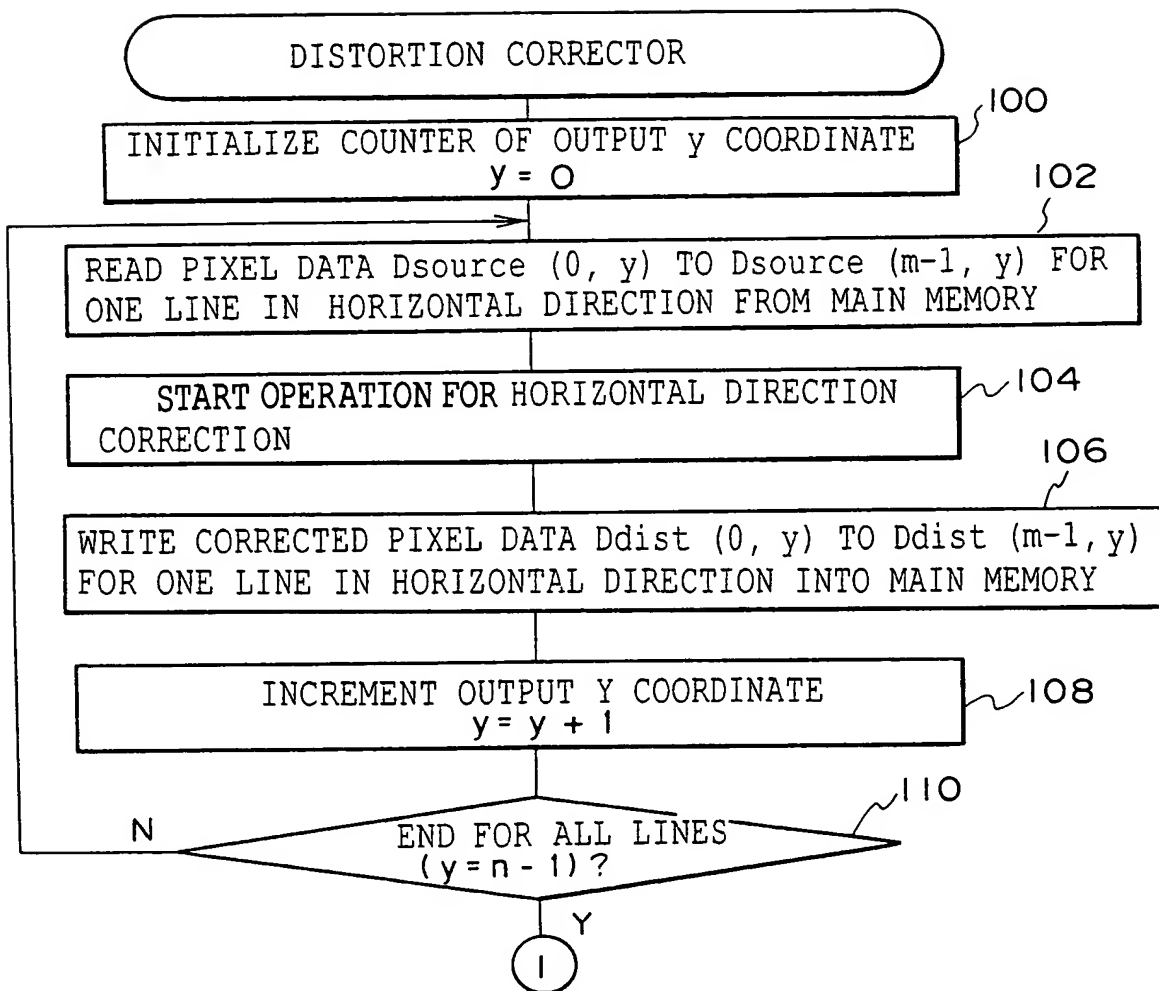 DISTORTION CORRECTOR
100
INITIALIZE COUNTER OF OUTPUT y COORDINATE
y = 0
102
READ PIXEL DATA Dsource (0, y) TO Dsource (m-1, y) FOR
ONE LINE IN HORIZONTAL DIRECTION FROM MAIN MEMORY
104
START OPERATION FOR HORIZONTAL DIRECTION
CORRECTION
106
WRITE CORRECTED PIXEL DATA Ddist (0, y) TO Ddist (m-1, y)
FOR ONE LINE IN HORIZONTAL DIRECTION INTO MAIN MEMORY
INCREMENT OUTPUT Y COORDINATE
y = y + 1
108
110
N
END FOR ALL LINES
(y = n - 1) ?
Y
1